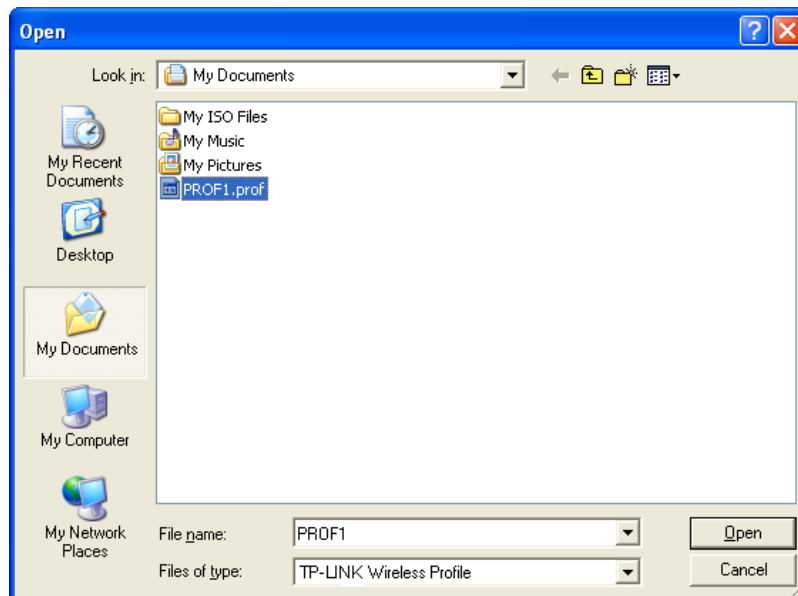 Open
Look in:
My Documents
My Recent
Documents
Desktop
My Documents
My Computer
My Network
Places
My ISO Files
My Music
My Pictures
PROF1.prof
File name:
PROF1
Open
Files of type:
TP-LINK Wireless Profile
Cancel